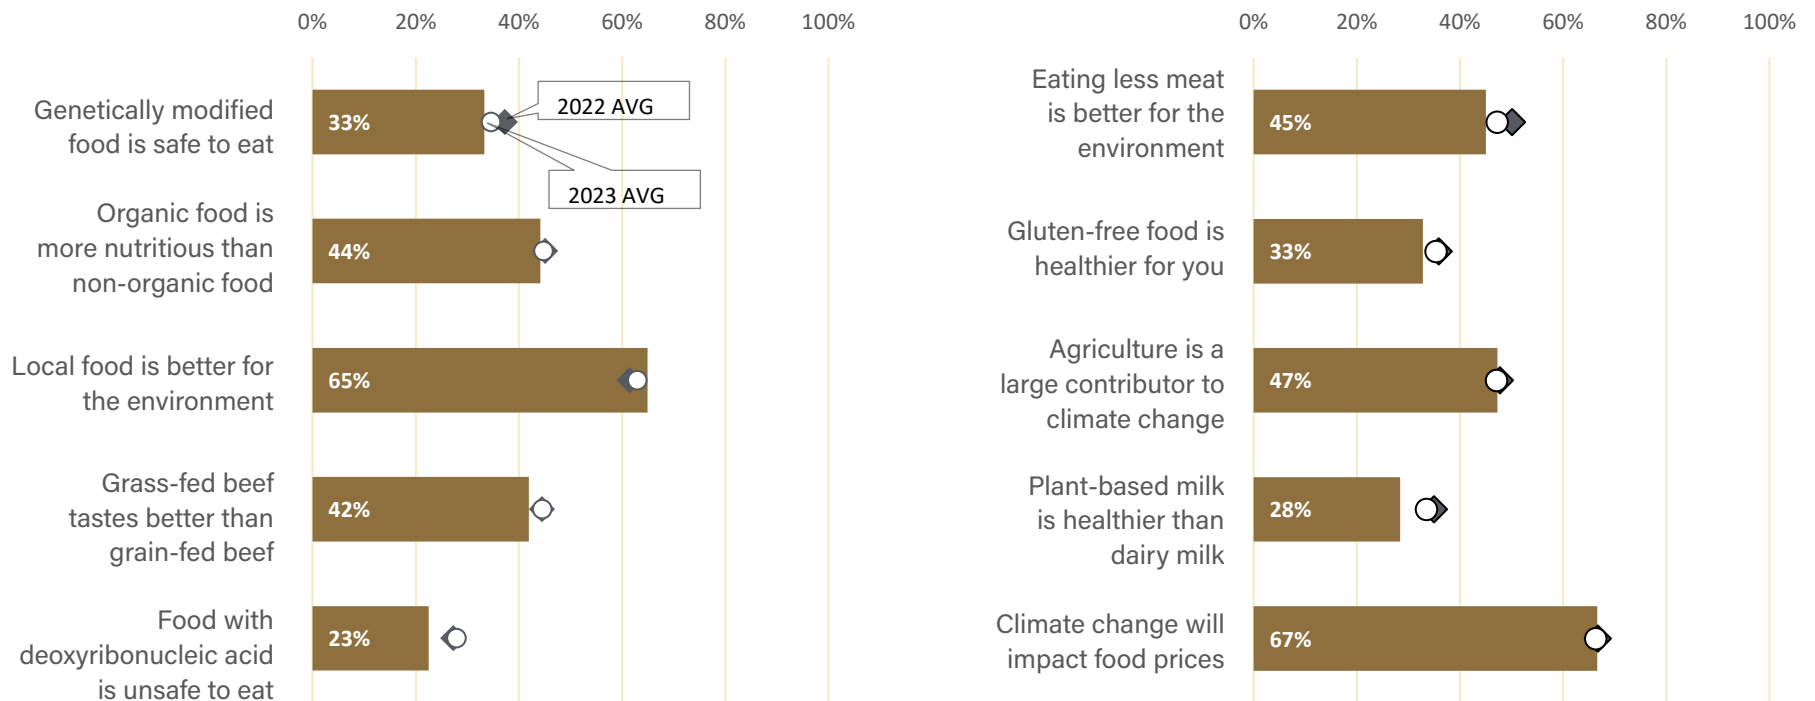 0% 20% 40% 60% 80% 100%
Genetically modified
food is safe to eat
33%
2022 AVG
2023 AVG
Organic food is
more nutritious than
non-organic food
44%
Local food is better for
the environment
65%
Grass-fed beef
tastes better than
grain-fed beef
42%
Food with
deoxyribonucleic acid
is unsafe to eat
23%
0% 20% 40% 60% 80% 100%
Eating less meat
is better for the
environment
45%
Gluten-free food is
healthier for you
33%
Agriculture is a
large contributor to
climate change
47%
Plant-based milk
is healthier than
dairy milk
28%
Climate change will
impact food prices
67%